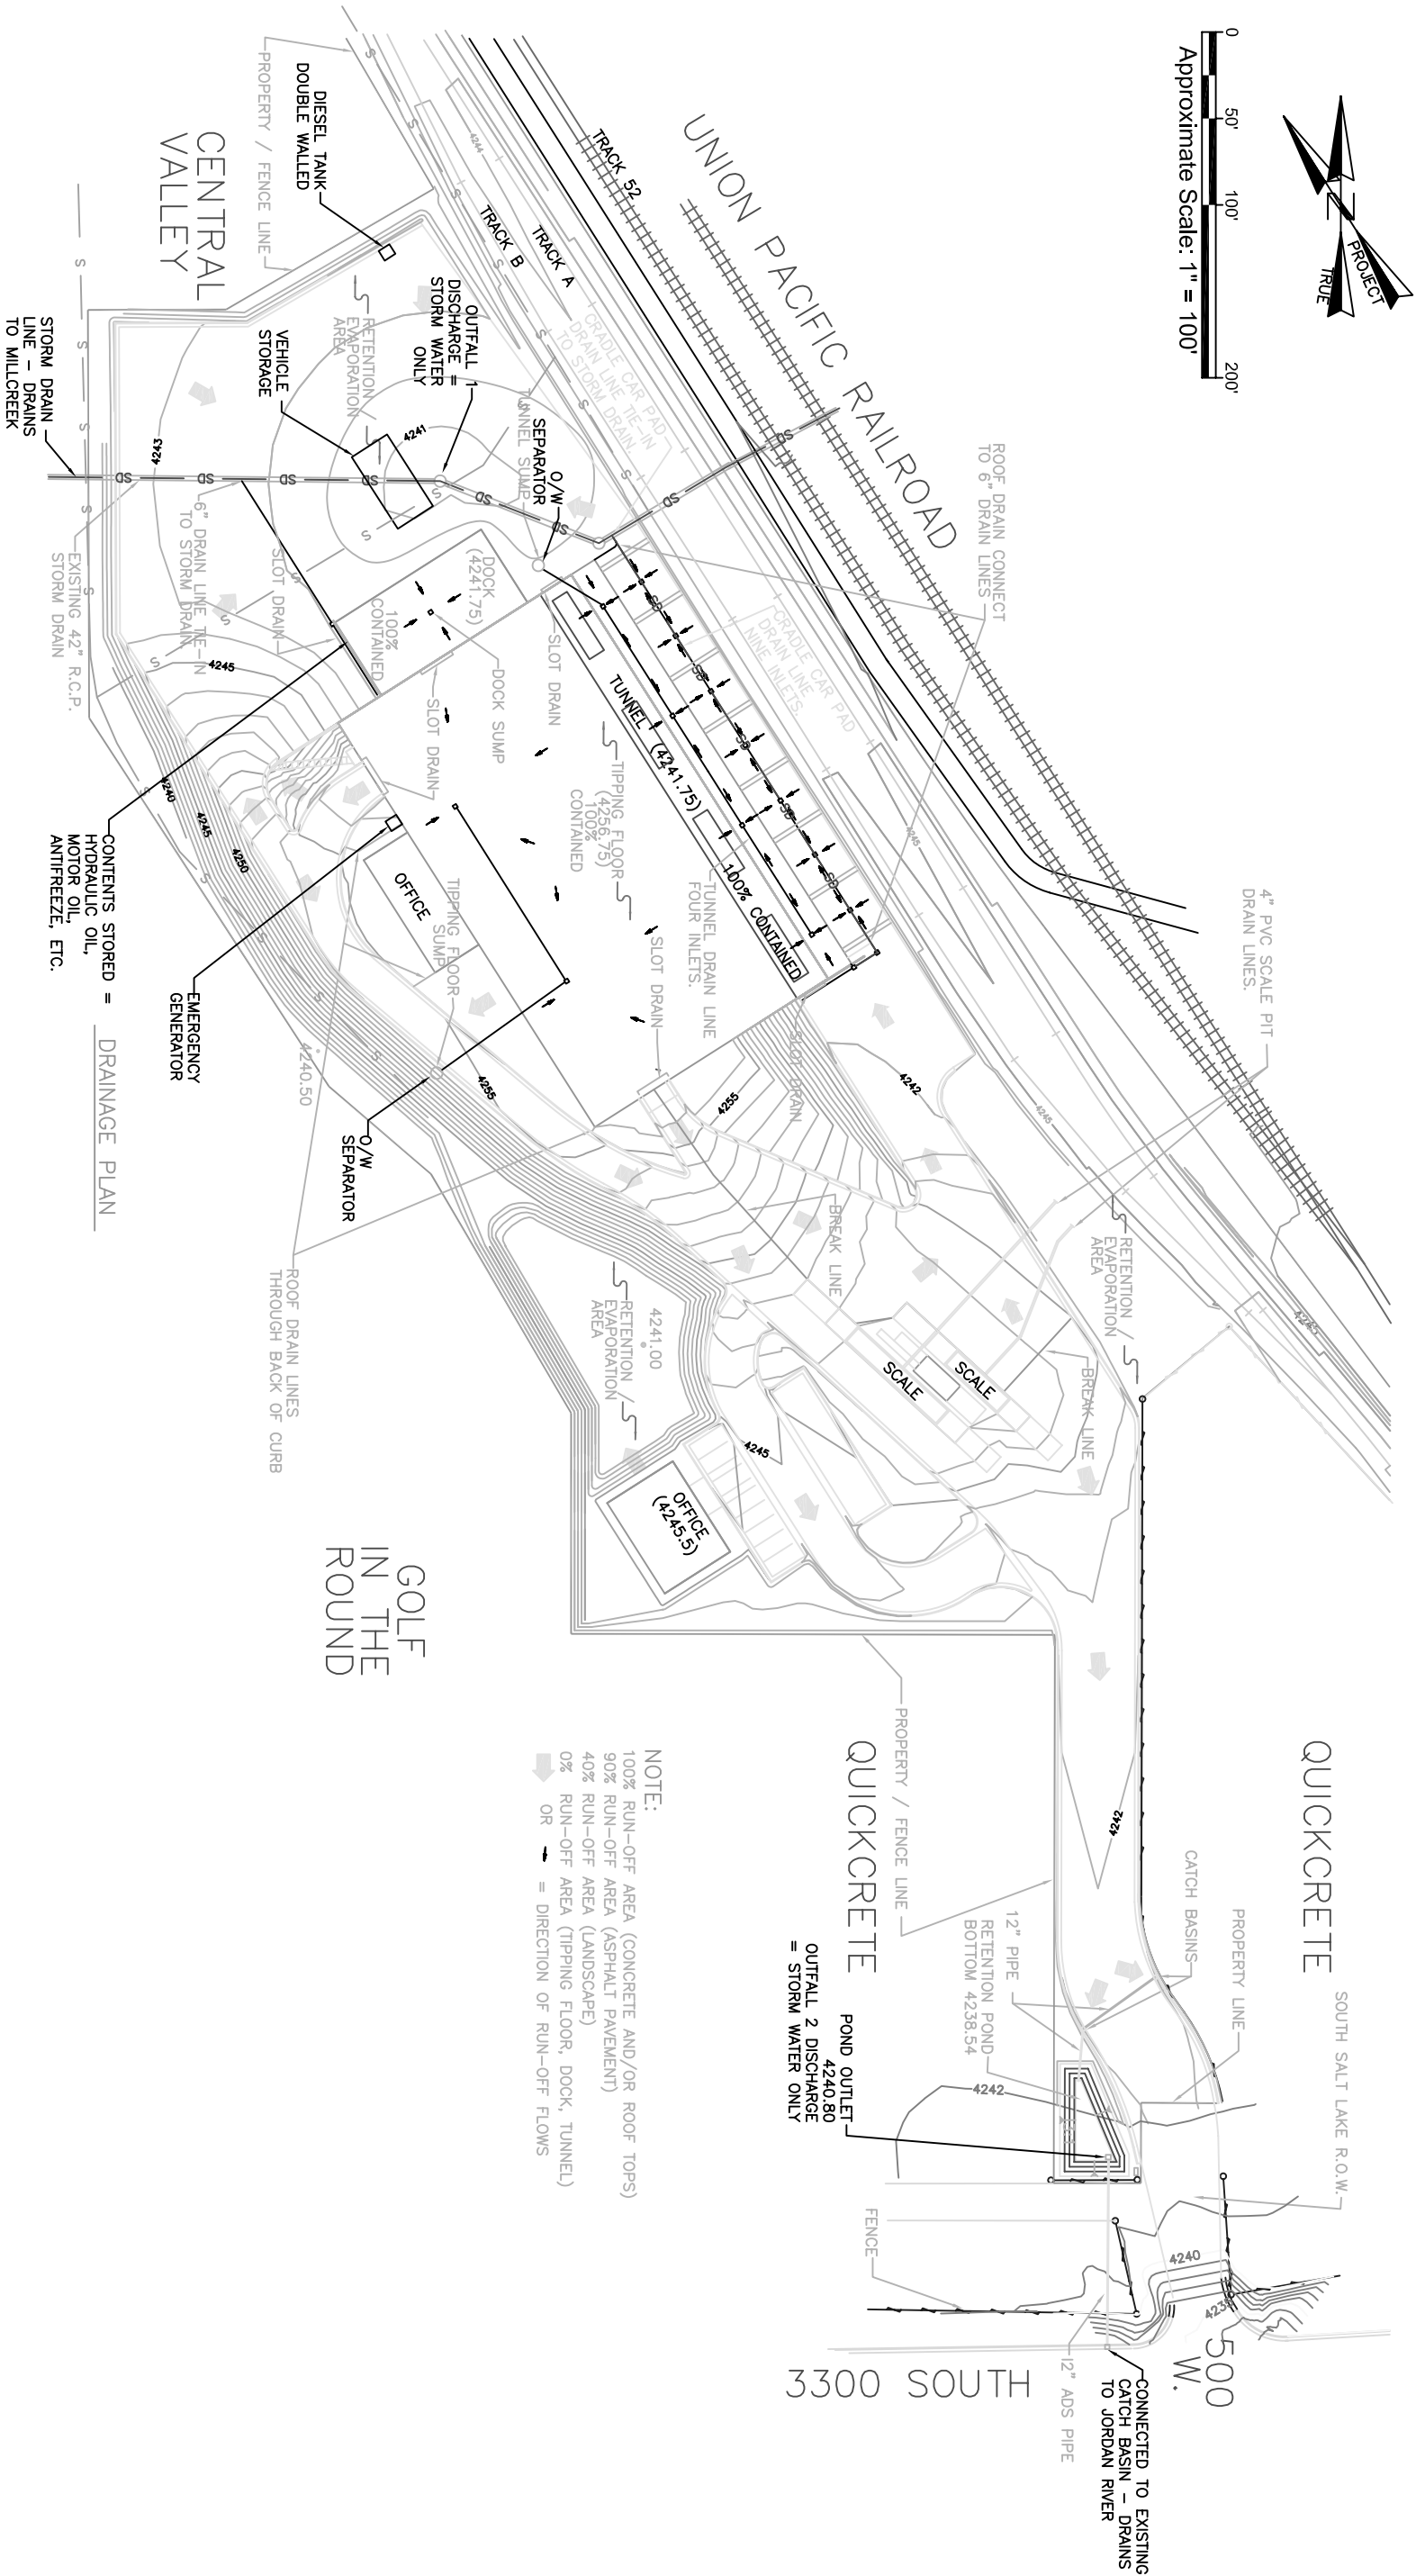 0 50' 100' 200'
Approximate Scale: 1" = 100'
PROJECT
TRUE
N
UNION PACIFIC RAILROAD
TRACK 52
TRACK A
TRACK B
4244
PROPERTY / FENCE LINE
DIESEL TANK
DOUBLE WALLED
CENTRAL
VALLEY
RETENTION
EVAPORATION
AREA
OUTFALL 1
DISCHARGE =
STORM WATER
ONLY
VEHICLE
STORAGE
4241
4243
STORM DRAIN
LINE – DRAINS
TO MILLCREEK
EXISTING 42" R.C.P.
STORM DRAIN
6" DRAIN LINE TIE–IN
TO STORM DRAIN
SLOT DRAIN
TUNNEL SUMP
O/W
SEPARATOR
CRADLE CAR PAD
DRAIN LINE TIE–IN
TO STORM DRAIN.
ROOF DRAIN CONNECT
TO 6" DRAIN LINES
CRADLE CAR PAD
DRAIN LINE
NINE INLETS.
DOCK
(4241.75)
100%
CONTAINED
SLOT DRAIN
DOCK SUMP
SLOT DRAIN
TUNNEL (4241.75)
100% CONTAINED
TIPPING FLOOR
(4256.75)
100%
CONTAINED
TUNNEL DRAIN LINE
FOUR INLETS.
SLOT DRAIN
SLOT DRAIN
4245
4245
4240
4245
4250
4255
OFFICE
TIPPING FLOOR
SUMP
CONTENTS STORED =
HYDRAULIC OIL,
MOTOR OIL,
ANTIFREEZE, ETC.
EMERGENCY
GENERATOR
4240.50
DRAINAGE PLAN
O/W
SEPARATOR
ROOF DRAIN LINES
THROUGH BACK OF CURB
4" PVC SCALE PIT
DRAIN LINES.
4242
4245
4255
BREAK LINE
RETENTION /
EVAPORATION
AREA
4245
SCALE
SCALE
BREAK LINE
4241.00
RETENTION /
EVAPORATION
AREA
4245
OFFICE
(4245.5)
GOLF
IN THE
ROUND
PROPERTY / FENCE LINE
QUICKCRETE
QUICKCRETE
4242
CATCH BASINS
PROPERTY LINE
SOUTH SALT LAKE R.O.W.
12" PIPE
RETENTION POND
BOTTOM 4238.54
POND OUTLET
4240.80
OUTFALL 2 DISCHARGE
= STORM WATER ONLY
4242
FENCE
4240
500
W.
3300 SOUTH
12" ADS PIPE
CONNECTED TO EXISTING
CATCH BASIN – DRAINS
TO JORDAN RIVER
NOTE:
100% RUN–OFF AREA (CONCRETE AND/OR ROOF TOPS)
90% RUN–OFF AREA (ASPHALT PAVEMENT)
40% RUN–OFF AREA (LANDSCAPE)
0% RUN–OFF AREA (TIPPING FLOOR, DOCK, TUNNEL)
OR = DIRECTION OF RUN–OFF FLOWS